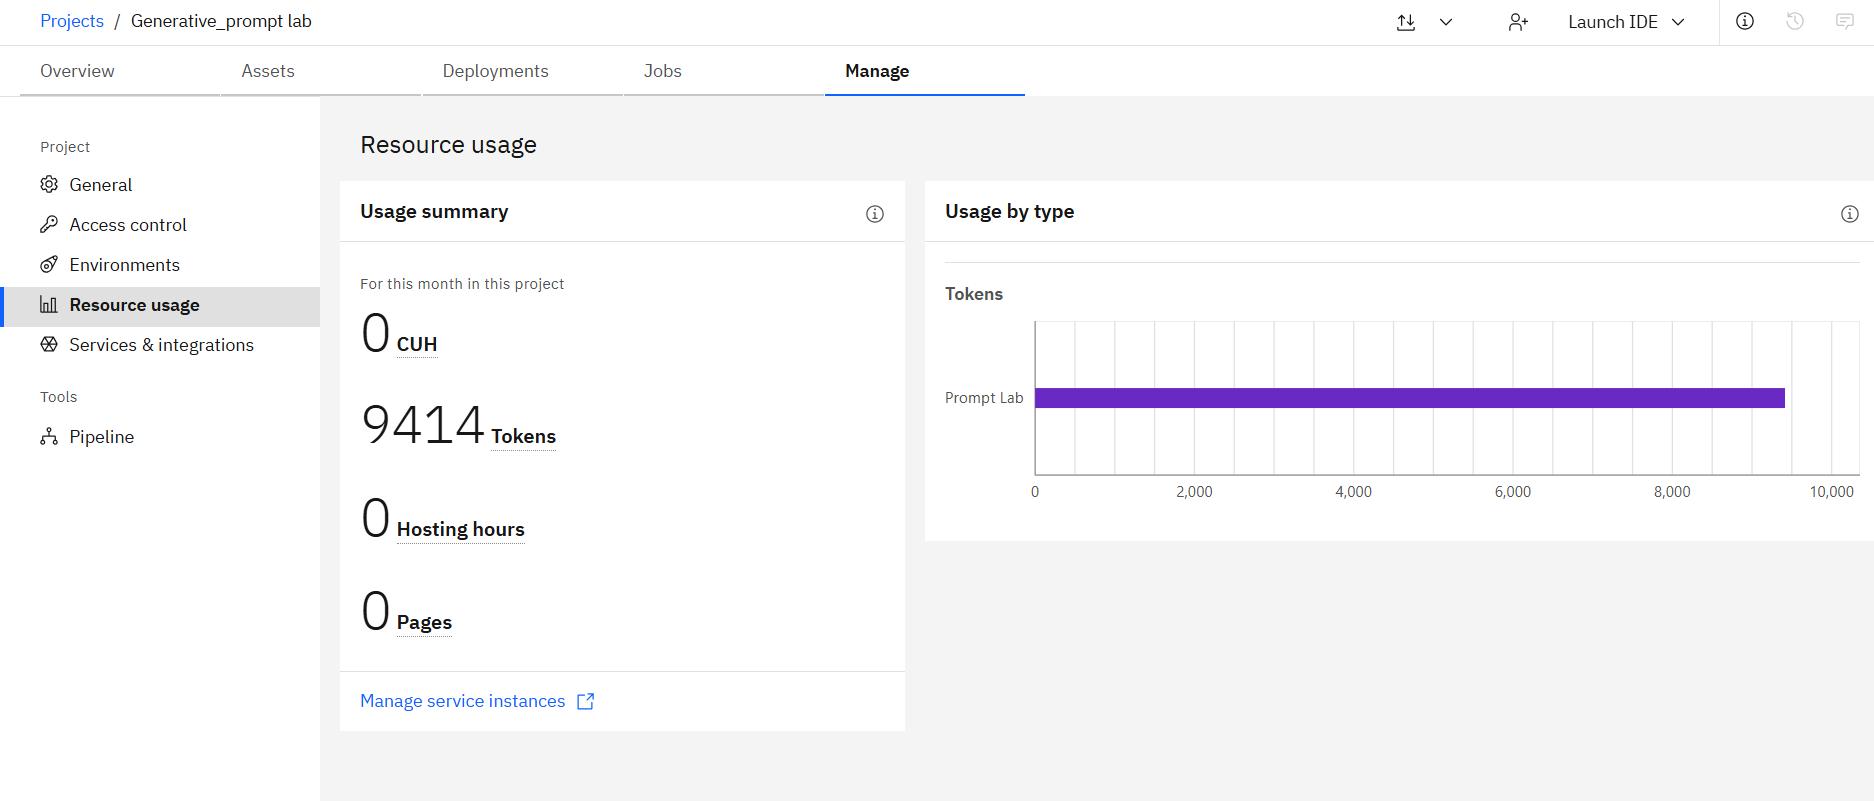 Projects / Generative_prompt lab
Launch IDE
Overview
Assets
Deployments
Jobs
Manage
Project
General
Access control
Environments
Resource usage
Services & integrations
Tools
Pipeline
Resource usage
Usage summary
For this month in this project
0 CUH
9414 Tokens
0 Hosting hours
0 Pages
Manage service instances
Usage by type
Tokens
Prompt Lab
0 2,000 4,000 6,000 8,000 10,000